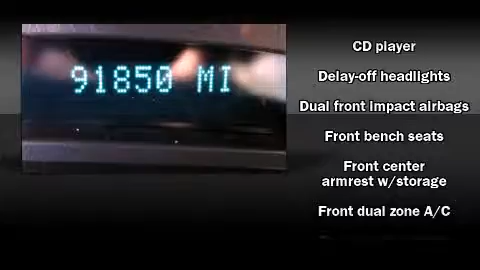 91850 MI
CD player
Delay-off headlights
Dual front impact airbags
Front bench seats
Front center
armrest w/storage
Front dual zone A/C